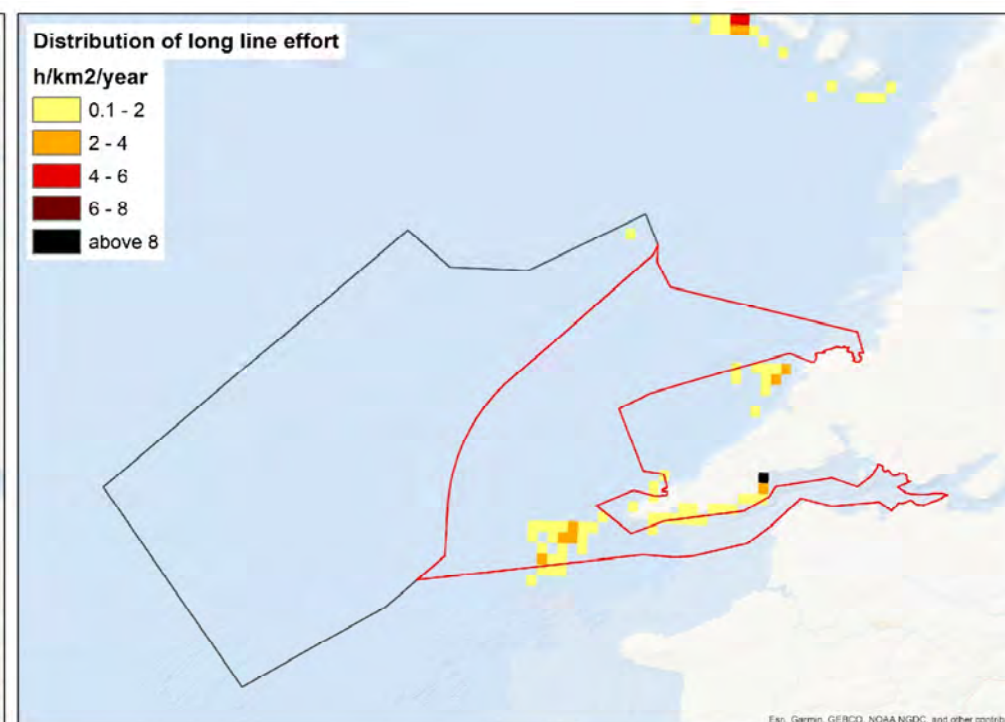 Distribution of long line effort
h/km2/year
0.1 - 2
2 - 4
4 - 6
6 - 8
above 8
Esri, Garmin, GEBCO, NOAA NGDC, and other contrib